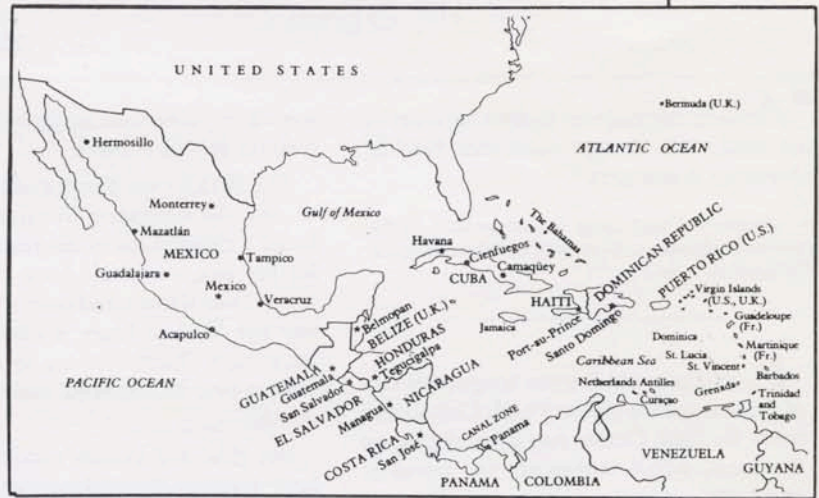 UNITED STATES
Bermuda (U.K.)
Hermosillo
ATLANTIC OCEAN
Monterrey
Gulf of Mexico
The Bahamas
Mazatlán
Havana
Cienfuegos
DOMINICAN REPUBLIC
PUERTO RICO (U.S.)
MEXICO
Tampico
CUBA
Camaqüey
Guadalajara
Mexico
Veracruz
HAITI
Virgin Islands
(U.S., U.K.)
Belmopan
BELIZE (U.K.)
Jamaica
Port-au-Prince
Santo Domingo
Guadeloupe
(Fr.)
Acapulco
HONDURAS
Tegucigalpa
Dominica
Martinique
(Fr.)
PACIFIC OCEAN
GUATEMALA
Guatemala
San Salvador
EL SALVADOR
NICARAGUA
Managua
Caribbean Sea
St. Lucia
St. Vincent
Barbados
Netherlands Antilles
Curaçao
Grenada
Trinidad
and
Tobago
COSTA RICA
San José
CANAL ZONE
Panama
PANAMA
COLOMBIA
VENEZUELA
GUYANA